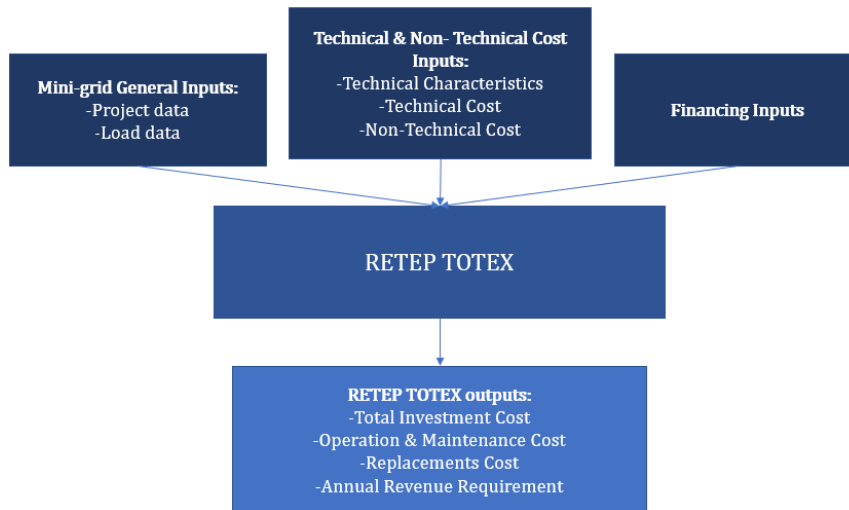 Mini-grid General Inputs:
-Project data
-Load data
Technical & Non- Technical Cost
Inputs:
-Technical Characteristics
-Technical Cost
-Non-Technical Cost
Financing Inputs
RETEP TOTEX
RETEP TOTEX outputs:
-Total Investment Cost
-Operation & Maintenance Cost
-Replacements Cost
-Annual Revenue Requirement